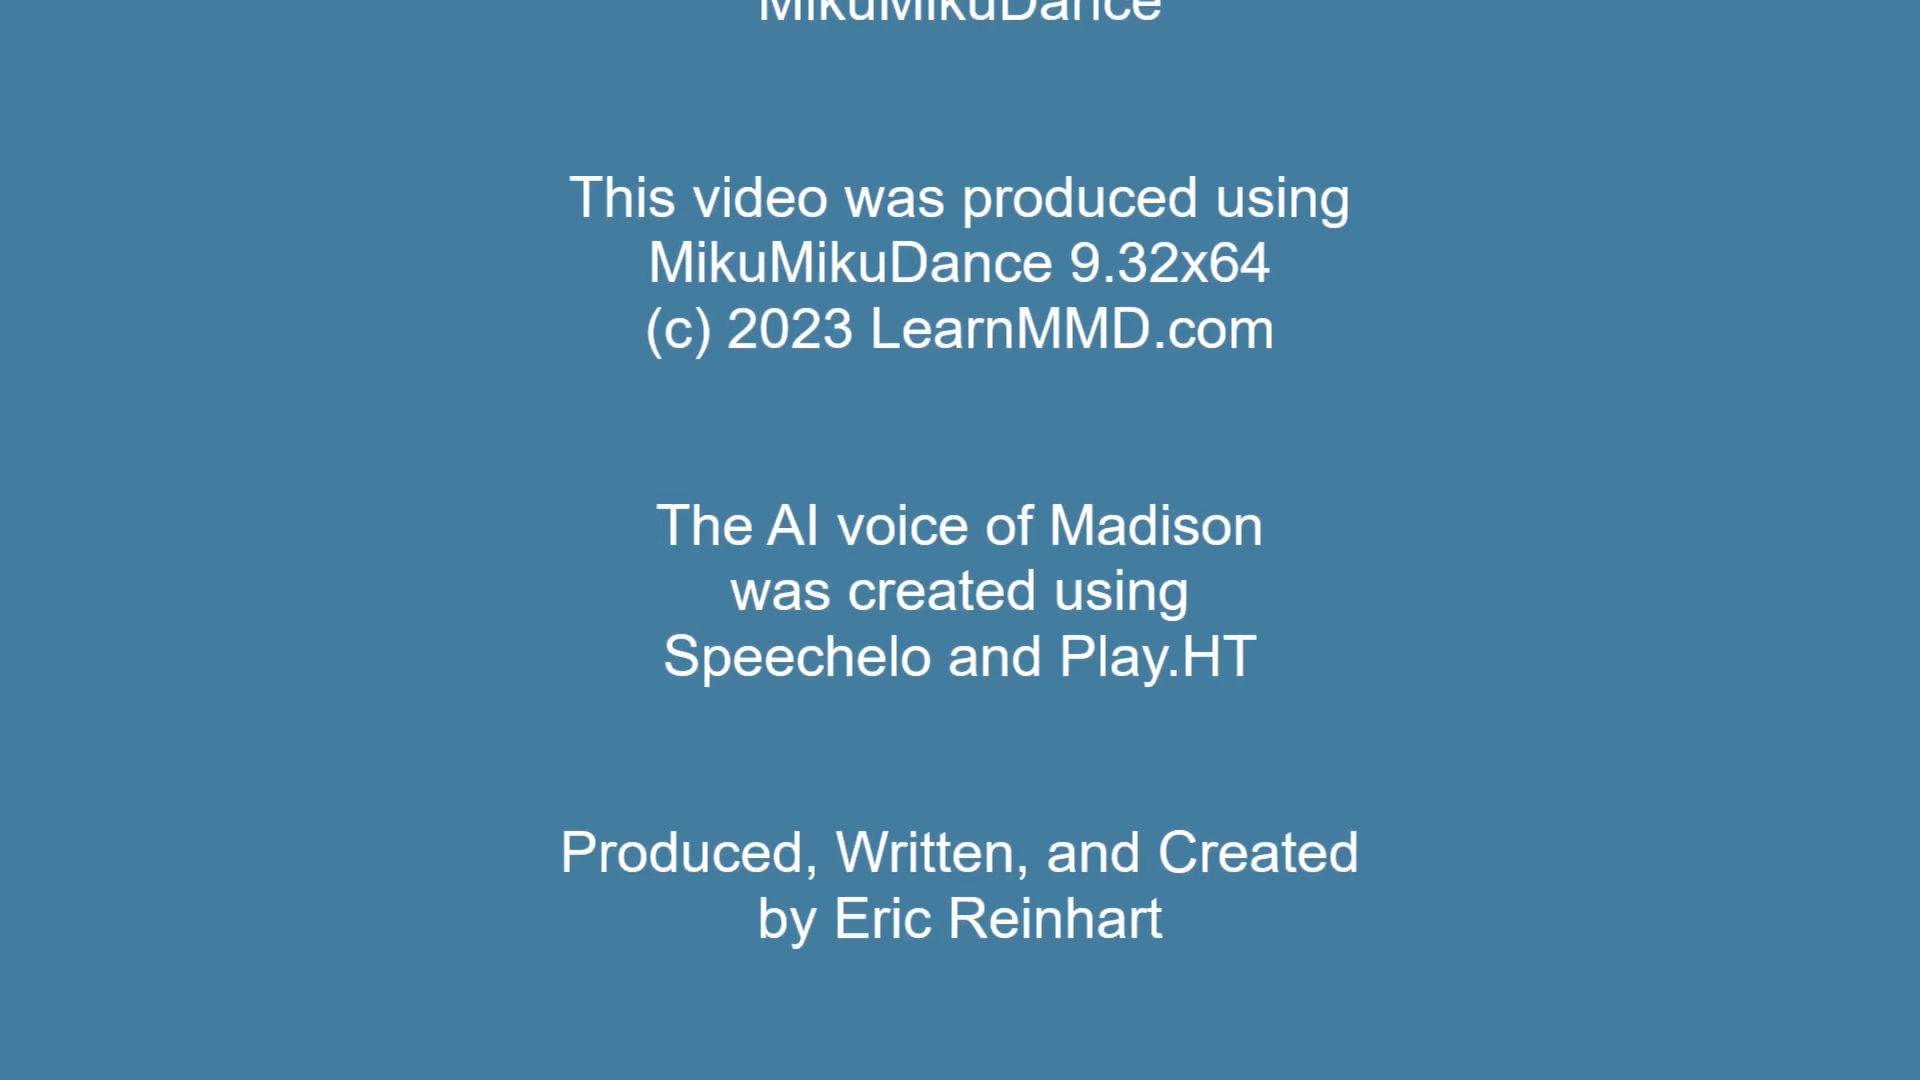 MikuMikuDance
This video was produced using
MikuMikuDance 9.32x64
(c) 2023 LearnMMD.com
The AI voice of Madison
was created using
Speechelo and Play.HT
Produced, Written, and Created
by Eric Reinhart